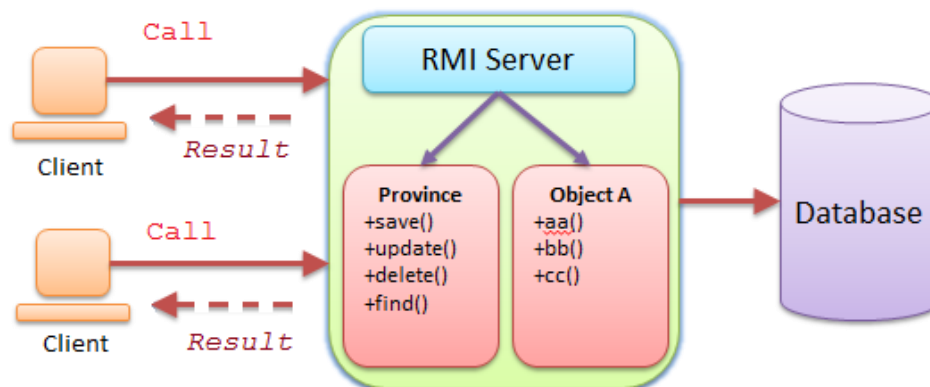 Call
Result
Client
Call
Result
Client
RMI Server
Province
+save()
+update()
+delete()
+find()
Object A
+aa()
+bb()
+cc()
Database